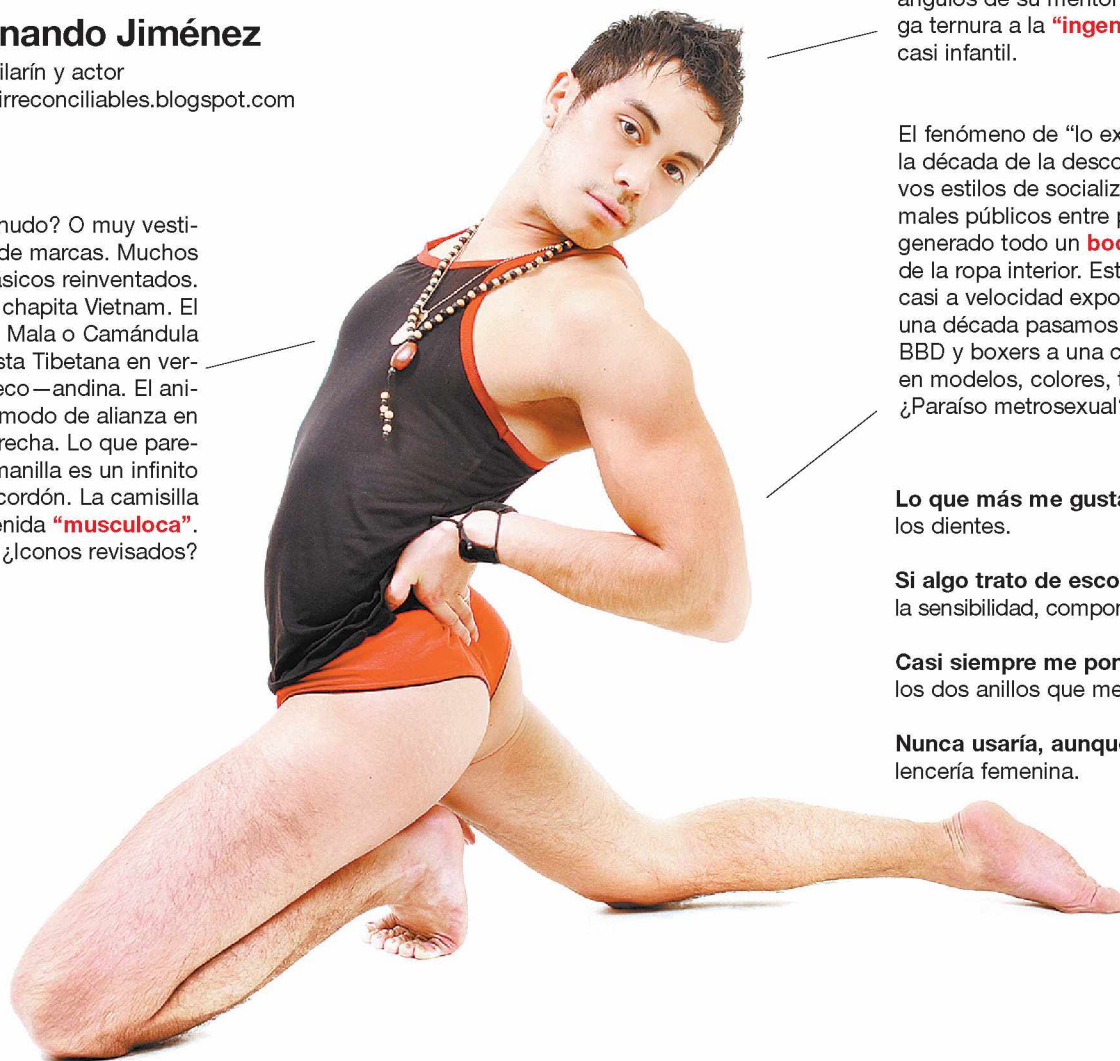 nando Jiménez
ilarín y actor
irreconciliables.blogspot.com
nudo? O muy vesti-
de marcas. Muchos
ásicos reinventados.
chapita Vietnam. El
Mala o Camándula
sta Tibetana en ver-
eco—andina. El ani-
modo de alianza en
recha. Lo que pare-
manilla es un infinito
cordón. La camisilla
enida “musculoca”.
¿Iconos revisados?
ángulos de su mentón
ga ternura a la “ingen
casi infantil.
El fenómeno de “lo ex
la década de la desco
vos estilos de socializ
males públicos entre p
generado todo un boo
de la ropa interior. Est
casi a velocidad expo
una década pasamos
BBD y boxers a una c
en modelos, colores, t
¿Paraíso metrosexual?
Lo que más me gusta
los dientes.
Si algo trato de esco
la sensibilidad, compor
Casi siempre me pon
los dos anillos que me
Nunca usaría, aunque
lencería femenina.